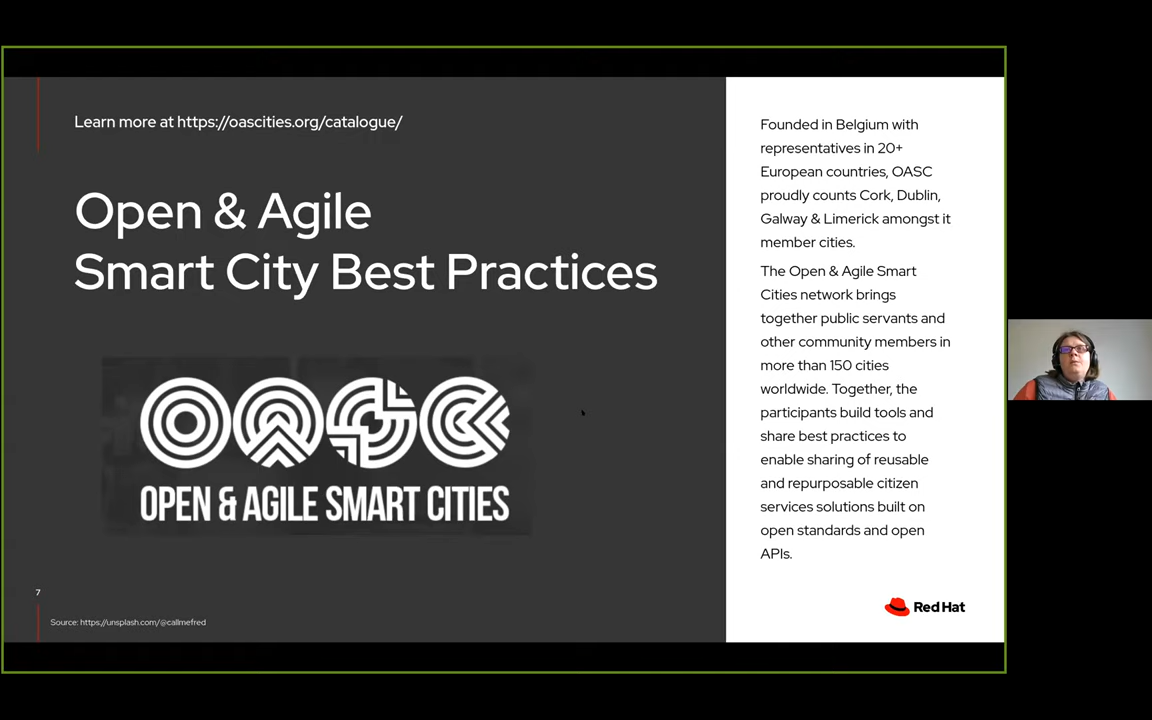 Learn more at https://oascities.org/catalogue/
Open & Agile
Smart City Best Practices
OASC
OPEN & AGILE SMART CITIES
7
Source: https://unsplash.com/@callmefred
Founded in Belgium with
representatives in 20+
European countries, OASC
proudly counts Cork, Dublin,
Galway & Limerick amongst it
member cities.
The Open & Agile Smart
Cities network brings
together public servants and
other community members in
more than 150 cities
worldwide. Together, the
participants build tools and
share best practices to
enable sharing of reusable
and repurposable citizen
services solutions built on
open standards and open
APIs.
Red Hat